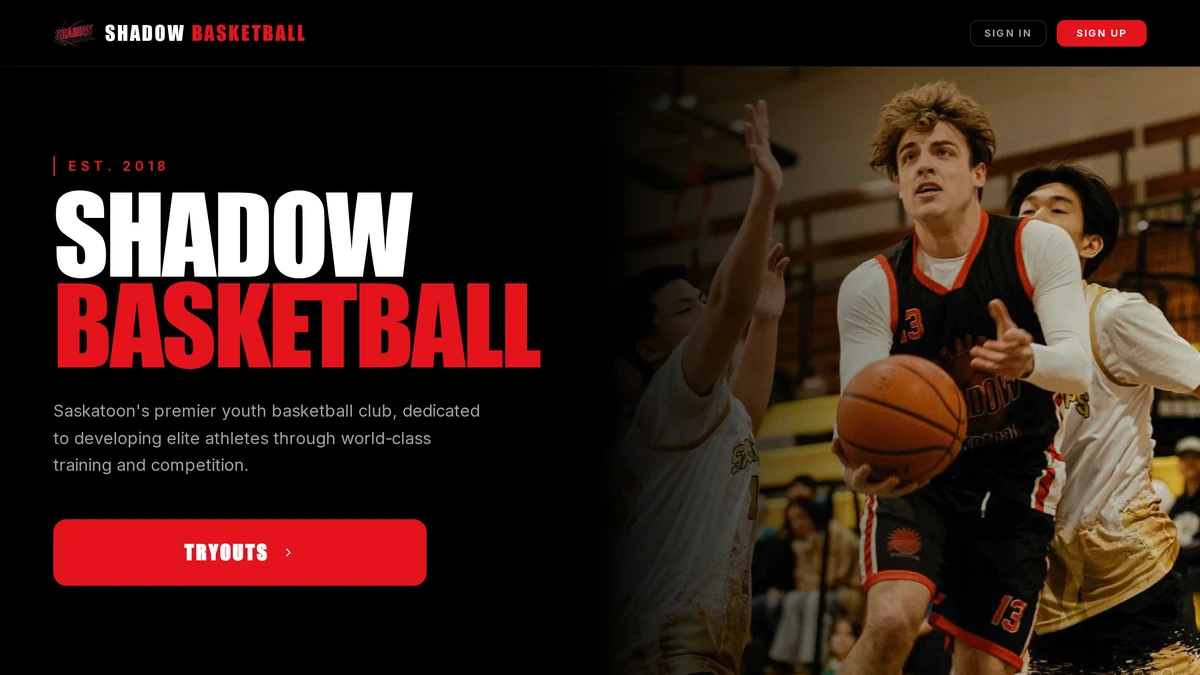 SHADOW
SHADOW BASKETBALL
SIGN IN
SIGN UP
EST. 2018
SHADOW
BASKETBALL
Saskatoon's premier youth basketball club, dedicated
to developing elite athletes through world-class
training and competition.
TRYOUTS
13
13